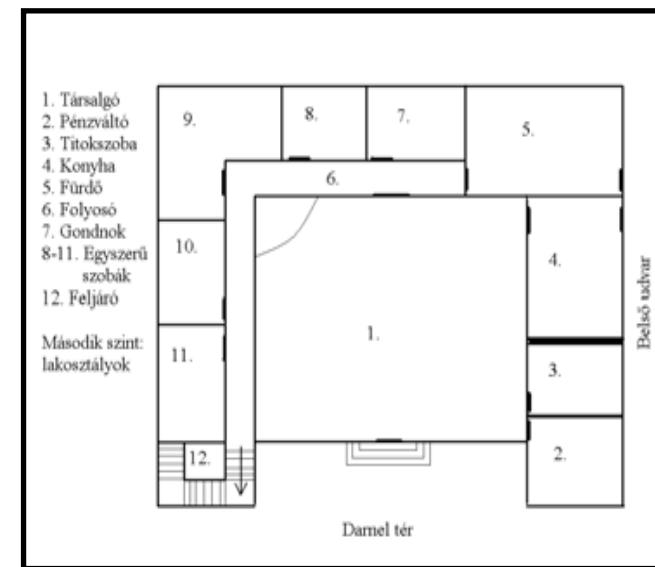 1. Társalgó
2. Pénzváltó
3. Titokszoba
4. Konyha
5. Fürdő
6. Folyosó
7. Gondnok
8-11. Egyszerű
szobák
12. Feljáró
Második szint:
lakosztályok
9.
8.
7.
5.
6.
10.
4.
1.
11.
3.
12.
2.
Belső udvar
Darnel tér